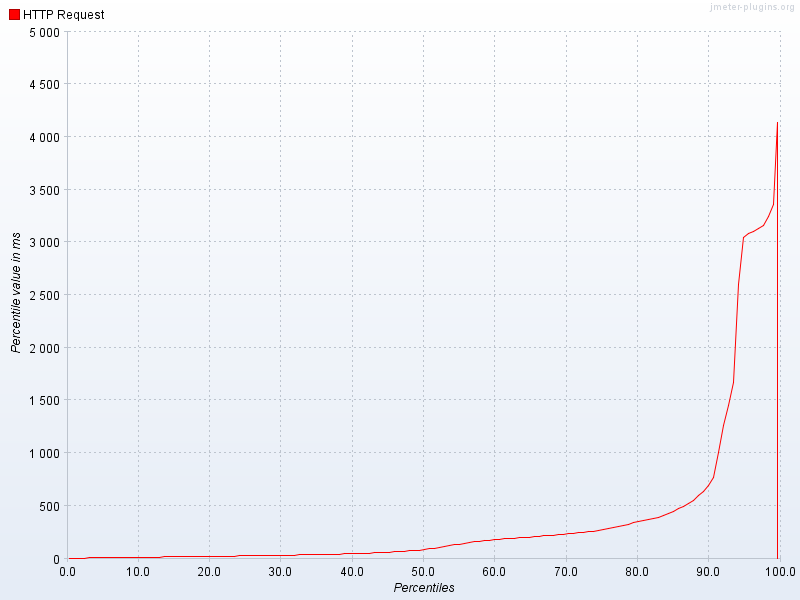 jmeter-plugins.org
HTTP Request
5 000
4 500
4 000
3 500
3 000
2 500
2 000
1 500
1 000
500
0
Percentile value in ms
0.0 10.0 20.0 30.0 40.0 50.0 60.0 70.0 80.0 90.0 100.0
Percentiles